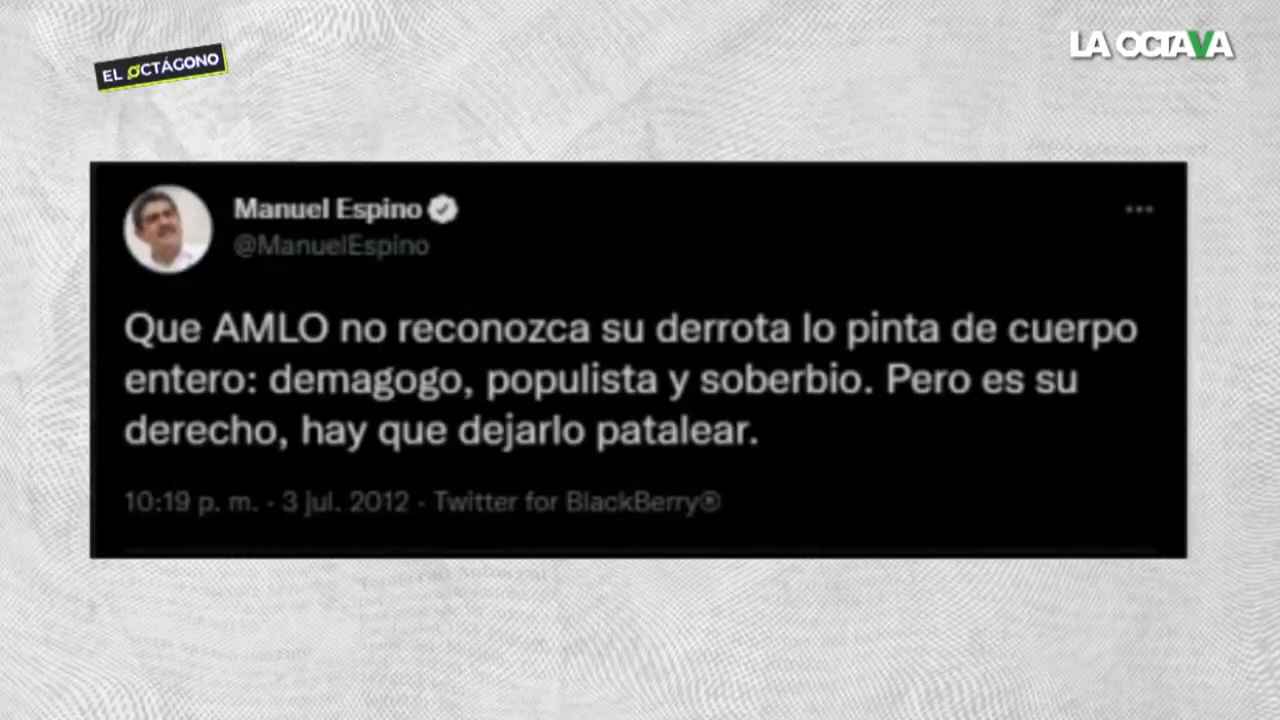 EL OCTÁGONO
LA OCTAVA
Manuel Espino
@ManuelEspino
Que AMLO no reconozca su derrota lo pinta de cuerpo
entero: demagogo, populista y soberbio. Pero es su
derecho, hay que dejarlo patalear.
10:19 p. m. · 3 jul. 2012 · Twitter for BlackBerry®